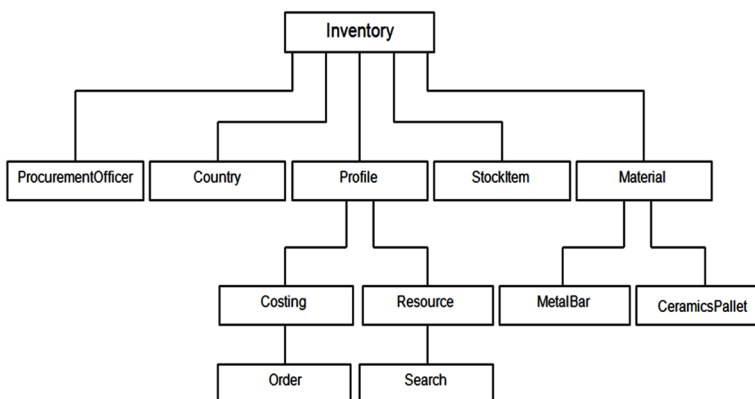 Inventory
ProcurementOfficer
Country
Profile
StockItem
Material
Costing
Resource
MetalBar
CeramicsPallet
Order
Search